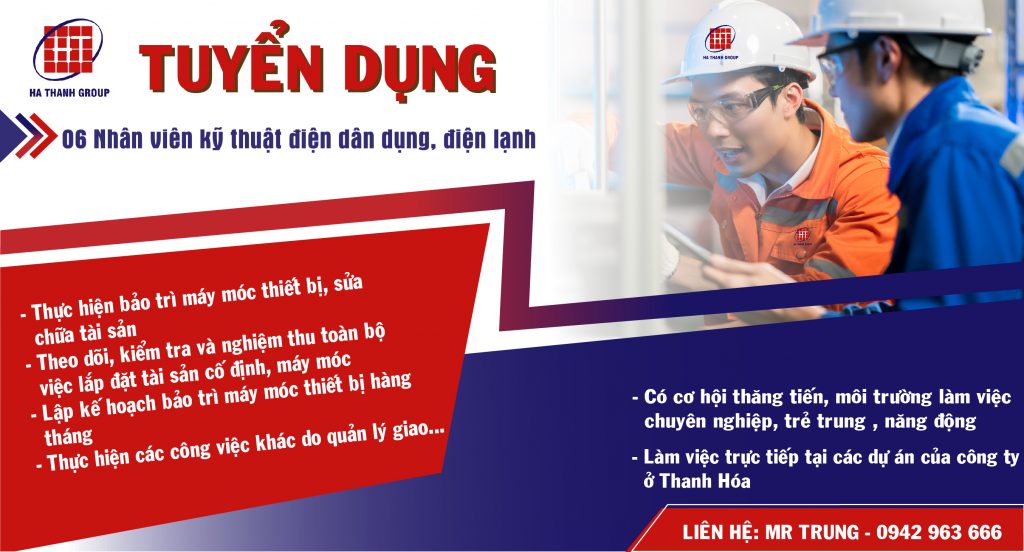 HT
HA THANH GROUP
TUYỂN DỤNG
06 Nhân viên kỹ thuật điện dân dụng, điện lạnh
HT
HA THANH GROUP
- Thực hiện bảo trì máy móc thiết bị, sửa
chữa tài sản
- Theo dõi, kiểm tra và nghiệm thu toàn bộ
việc lắp đặt tài sản cố định, máy móc
- Lập kế hoạch bảo trì máy móc thiết bị hàng
tháng
- Thực hiện các công việc khác do quản lý giao...
- Có cơ hội thăng tiến, môi trường làm việc
chuyên nghiệp, trẻ trung , năng động
- Làm việc trực tiếp tại các dự án của công ty
ở Thanh Hóa
LIÊN HỆ: MR TRUNG - 0942 963 666